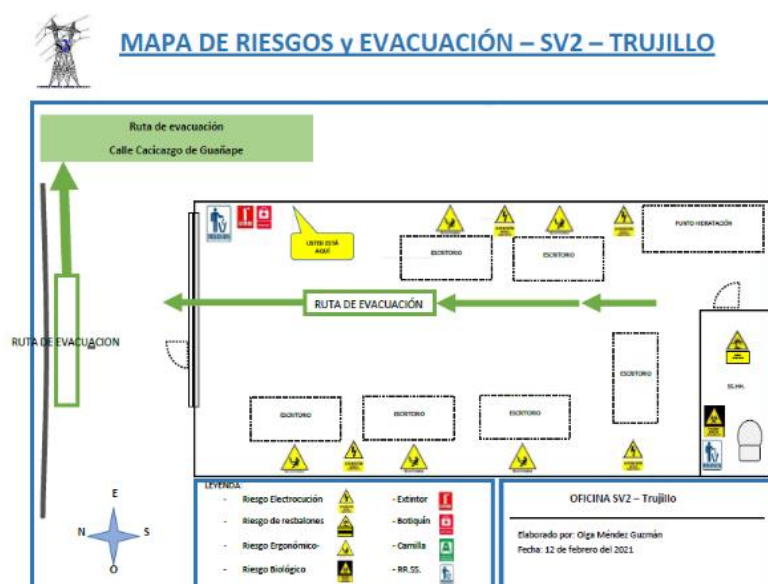 MAPA DE RIESGOS y EVACUACIÓN – SV2 – TRUJILLO
Ruta de evacuación
Calle Cacicazgo de Guañape
USTED ESTÁ
AQUÍ
ESCRITORIO
ESCRITORIO
PUNTO HIDRATACIÓN
RUTA DE EVACUACIÓN
RUTA DE EVACUACION
ESCRITORIO
SS.HH.
ESCRITORIO
ESCRITORIO
ESCRITORIO
E
N
S
O
LEYENDA:
- Riesgo Electrocución
- Riesgo de resbalones
- Riesgo Ergonómico-
- Riesgo Biológico
- Extintor
- Botiquín
- Camilla
- RR.SS.
OFICINA SV2 – Trujillo
Elaborado por: Olga Méndez Guzmán
Fecha: 12 de febrero del 2021